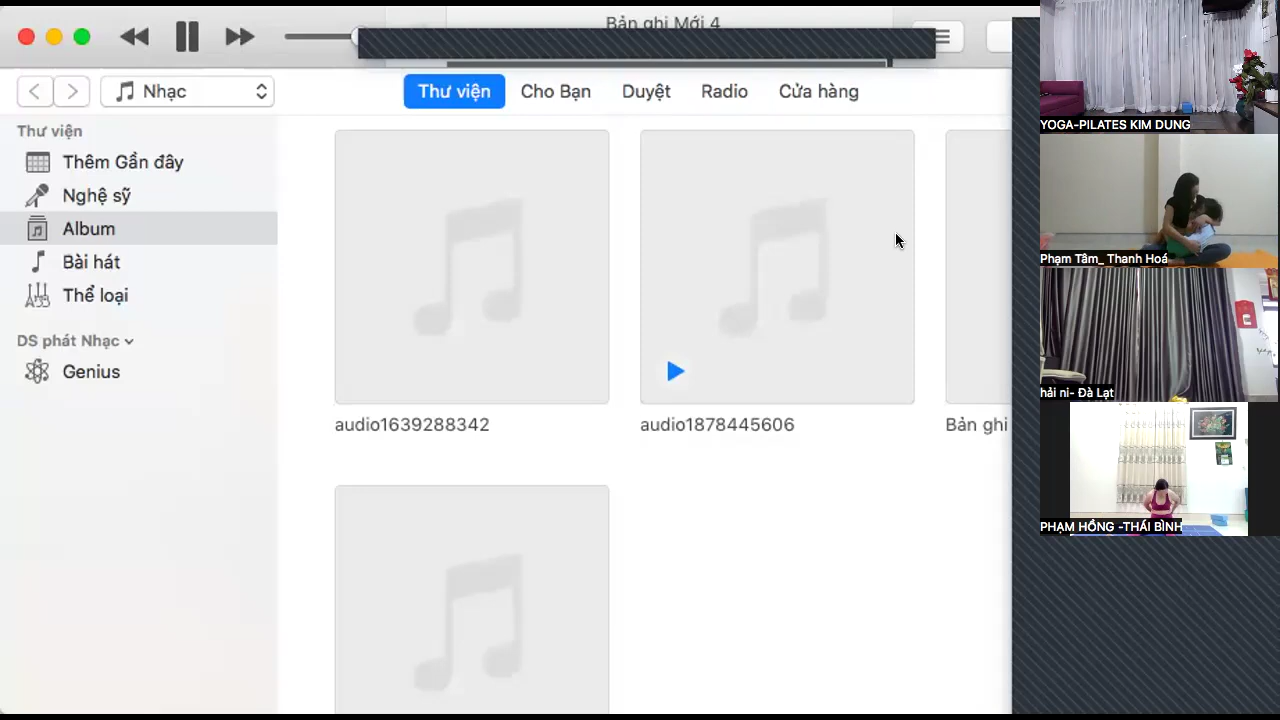 Bản ghi Mới 4
Nhạc
Thư viện
Cho Bạn
Duyệt
Radio
Cửa hàng
Thư viện
Thêm Gần đây
Nghệ sỹ
Album
Bài hát
Thể loại
DS phát Nhạc
Genius
audio1639288342
audio1878445606
Bản ghi
YOGA-PILATES KIM DUNG
Phạm Tâm_ Thanh Hoá
hải ni- Đà Lạt
PHẠM HỒNG -THÁI BÌNH